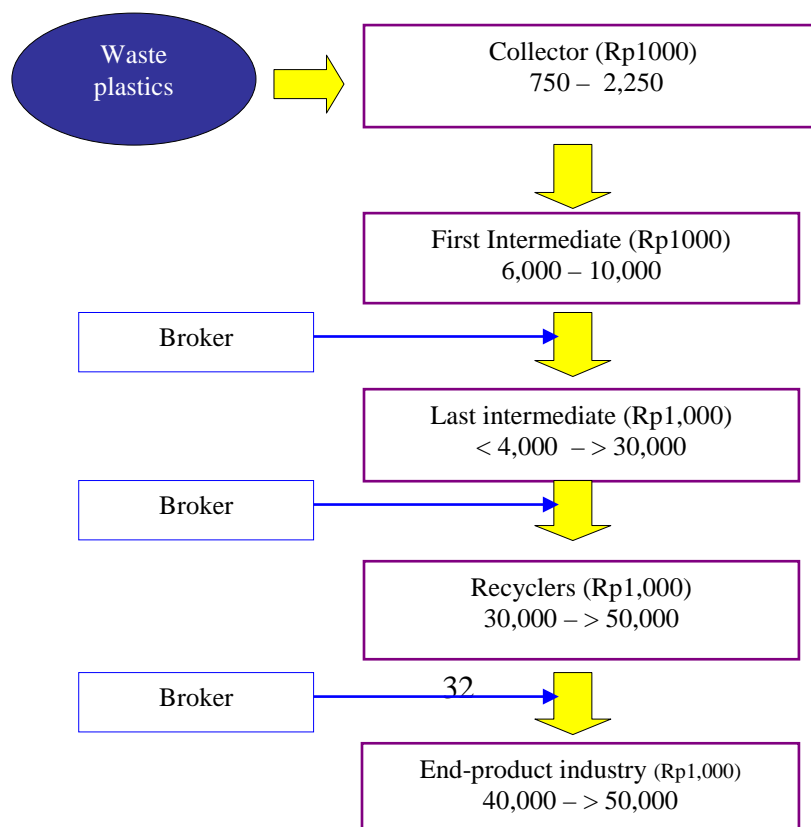 Waste
plastics
Collector (Rp1000)
750 – 2,250
First Intermediate (Rp1000)
6,000 – 10,000
Broker
Last intermediate (Rp1,000)
< 4,000 – > 30,000
Broker
Recyclers (Rp1,000)
30,000 – > 50,000
Broker
32
End-product industry (Rp1,000)
40,000 – > 50,000